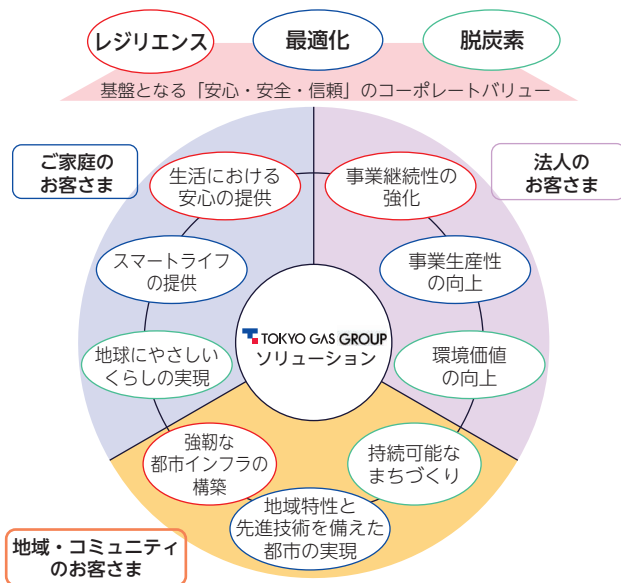 レジリエンス
最適化
脱炭素
基盤となる「安心・安全・信頼」のコーポレートバリュー
ご家庭の
お客さま
法人の
お客さま
生活における
安心の提供
事業継続性の
強化
スマートライフ
の提供
事業生産性
の向上
TOKYO GAS GROUP
ソリューション
地球にやさしい
くらしの実現
環境価値
の向上
強靭な
都市インフラの
構築
持続可能な
まちづくり
地域特性と
先進技術を備えた
都市の実現
地域・コミュニティ
のお客さま